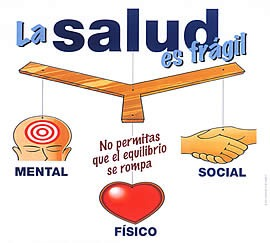 La salud
es frágil
No permitas
que el equilibrio
se rompa
MENTAL
SOCIAL
FÍSICO